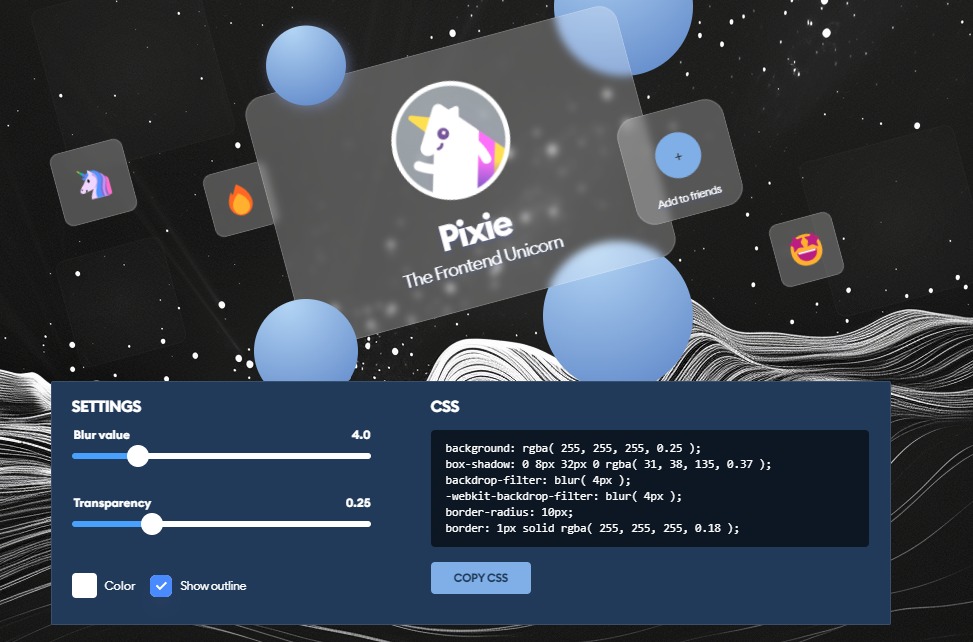 +
Add to friends
Pixie
The Frontend Unicorn
SETTINGS
Blur value 4.0
Transparency 0.25
Color Show outline
CSS
background: rgba( 255, 255, 255, 0.25 );
box-shadow: 0 8px 32px 0 rgba( 31, 38, 135, 0.37 );
backdrop-filter: blur( 4px );
-webkit-backdrop-filter: blur( 4px );
border-radius: 10px;
border: 1px solid rgba( 255, 255, 255, 0.18 );
COPY CSS